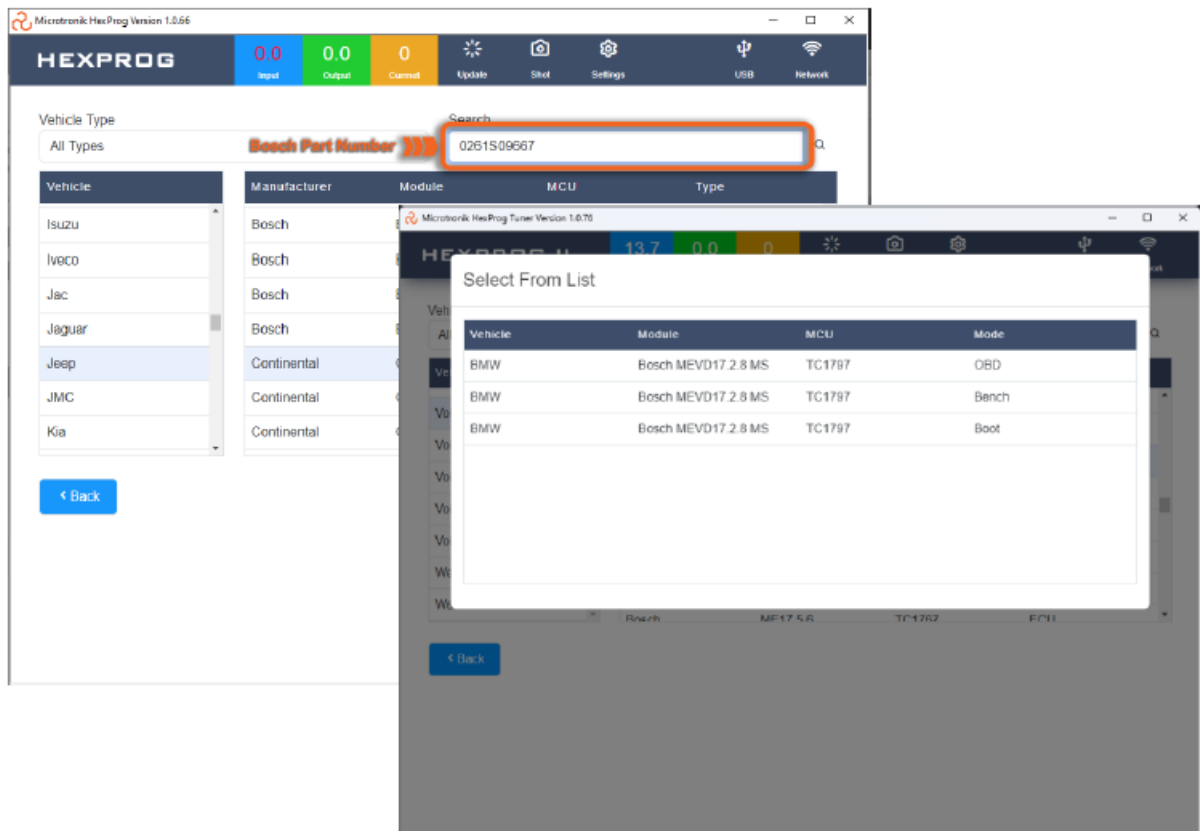 Microtronik HexProg Version 1.0.66
HEXPROG
0.0 0.0 0
Input Output Current Update Shot Settings USB Network
Vehicle Type
Search
All Types
Bosch Part Number
0261S09667
Vehicle
Manufacturer Module MCU Type
Isuzu
Bosch
Iveco
Bosch
Jac
Bosch
Jaguar
Bosch
Jeep
Continental
JMC
Continental
Kia
Continental
Back
Microtronik HexProg Tuner Version 1.0.76
HEXPROG II
13.7 0.0 0
Select From List
Vehicle Module MCU Mode
BMW Bosch MEVD17.2.8 MS TC1797 OBD
BMW Bosch MEVD17.2.8 MS TC1797 Bench
BMW Bosch MEVD17.2.8 MS TC1797 Boot
Bosch ME17.5.6 TC1767 ECU
Back